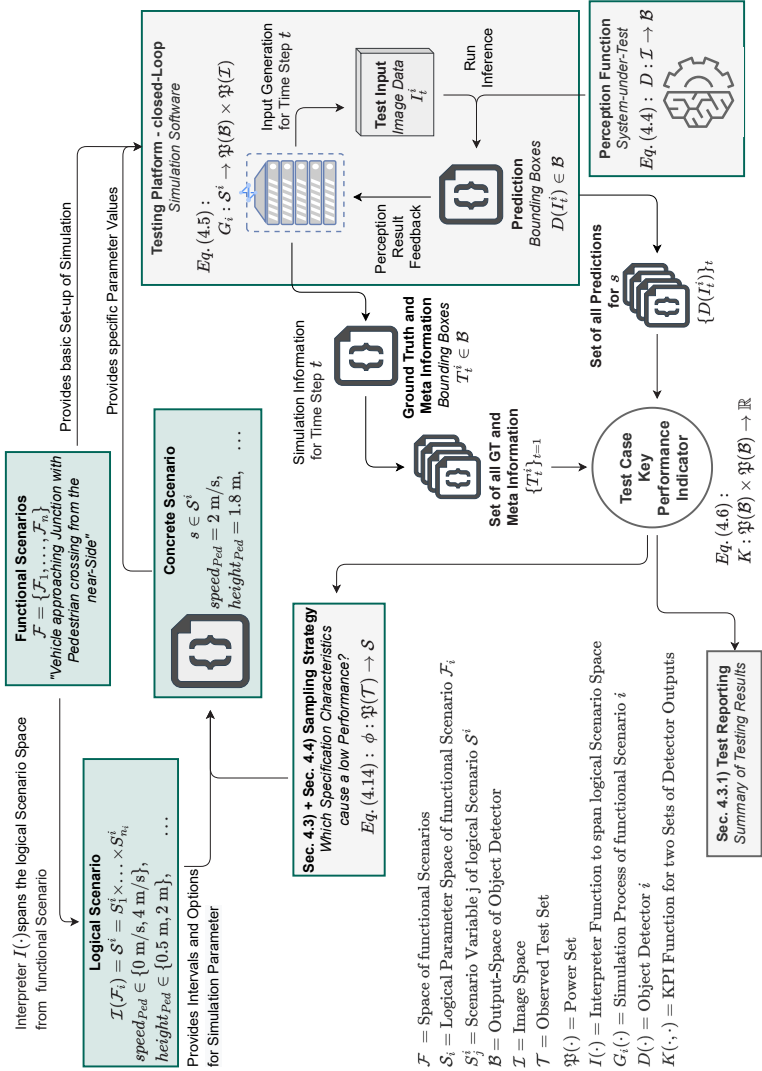 Interpreter I(·)spans the logical Scenario Space
from functional Scenario
Functional Scenarios
ℱ = {ℱ₁, . . . , ℱₙ}
"Vehicle approaching Junction with
Pedestrian crossing from the
near-Side"
Provides basic Set-up of Simulation
Provides specific Parameter Values
Logical Scenario
ℐ(ℱᵢ) = 𝒮ⁱ = S₁ⁱ × . . . × Sⁱₙᵢ
speed_Ped ∈ {0 m/s, 4 m/s},
height_Ped ∈ {0.5 m, 2 m}, . . .
Provides Intervals and Options
for Simulation Parameter
Concrete Scenario
s ∈ 𝒮ⁱ
speed_Ped = 2 m/s,
height_Ped = 1.8 m, . . .
Testing Platform - closed-Loop
Simulation Software
Eq. (4.5) :
Gᵢ : 𝒮ⁱ → 𝔓(ℬ) × 𝔓(ℐ)
Input Generation
for Time Step t
Test Input
Image Data
Iₜⁱ
Run
Inference
Perception
Result
Feedback
Prediction
Bounding Boxes
D(Iₜⁱ) ∈ ℬ
Perception Function
System-under-Test
Eq. (4.4) : D : ℐ → ℬ
Simulation Information
for Time Step t
Ground Truth and
Meta Information
Bounding Boxes
Tₜⁱ ∈ ℬ
Set of all GT and
Meta Information
{Tₜⁱ}ₜ₌₁
Set of all Predictions
for s
{D(Iₜⁱ)}ₜ
Test Case
Key
Performance
Indicator
Eq. (4.6) :
K : 𝔓(ℬ) × 𝔓(ℬ) → ℝ
Sec. 4.3) + Sec. 4.4) Sampling Strategy
Which Specification Characteristics
cause a low Performance?
Eq. (4.14) : ϕ : 𝔓(𝒯) → 𝒮
Sec. 4.3.1) Test Reporting
Summary of Testing Results
ℱ = Space of functional Scenarios
𝒮ᵢ = Logical Parameter Space of functional Scenario ℱᵢ
Sⱼⁱ = Scenario Variable j of logical Scenario 𝒮ⁱ
ℬ = Output-Space of Object Detector
ℐ = Image Space
𝒯 = Observed Test Set
𝔓(·) = Power Set
I(·) = Interpreter Function to span logical Scenario Space
Gᵢ(·) = Simulation Process of functional Scenario i
D(·) = Object Detector i
K(·, ·) = KPI Function for two Sets of Detector Outputs